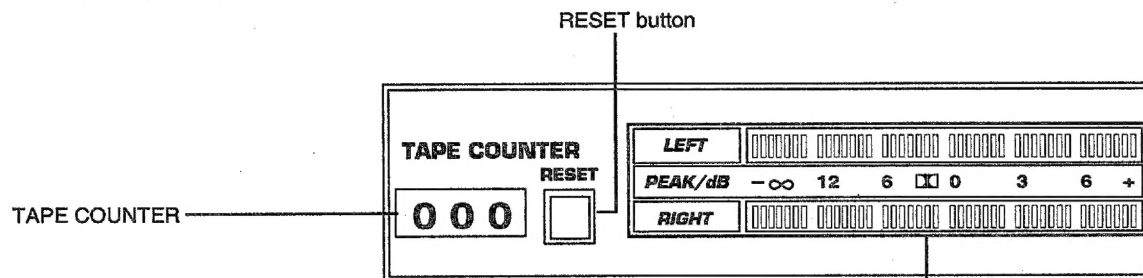 RESET button
TAPE COUNTER
RESET
TAPE COUNTER
000
LEFT
PEAK/dB -∞ 12 6 0 3 6 +
RIGHT